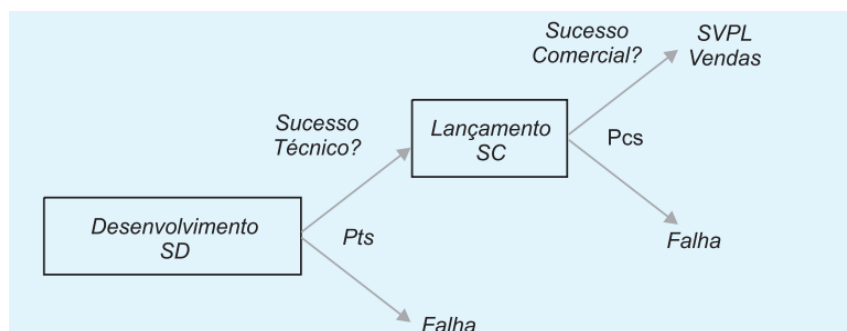 Sucesso
Comercial?
SVPL
Vendas
Sucesso
Técnico?
Lançamento
SC
Pcs
Desenvolvimento
SD
Pts
Falha
Falha